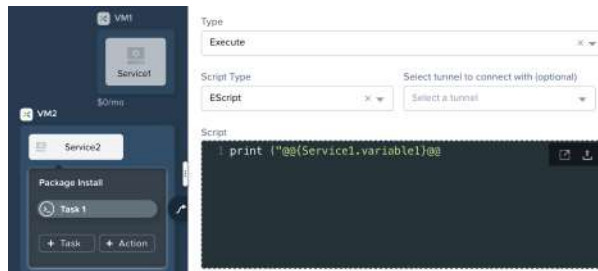 VM1
Service1
$0/mo
VM2
Service2
Package Install
Task 1
+ Task
+ Action
Type
Execute
Script Type
EScript
Select tunnel to connect with (optional)
Select a tunnel
Script
1 print ("@@{Service1.variable1}@@